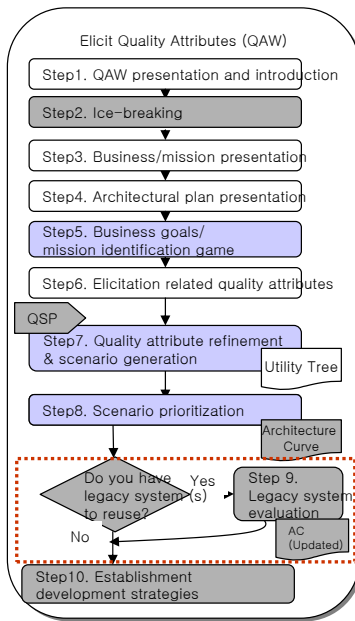 Elicit Quality Attributes (QAW)
Step1. QAW presentation and introduction
Step2. Ice-breaking
Step3. Business/mission presentation
Step4. Architectural plan presentation
Step5. Business goals/
mission identification game
Step6. Elicitation related quality attributes
QSP
Step7. Quality attribute refinement
& scenario generation
Utility Tree
Step8. Scenario prioritization
Architecture
Curve
Do you have
legacy system(s)
to reuse?
Yes
Step 9.
Legacy system
evaluation
No
AC
(Updated)
Step10. Establishment
development strategies